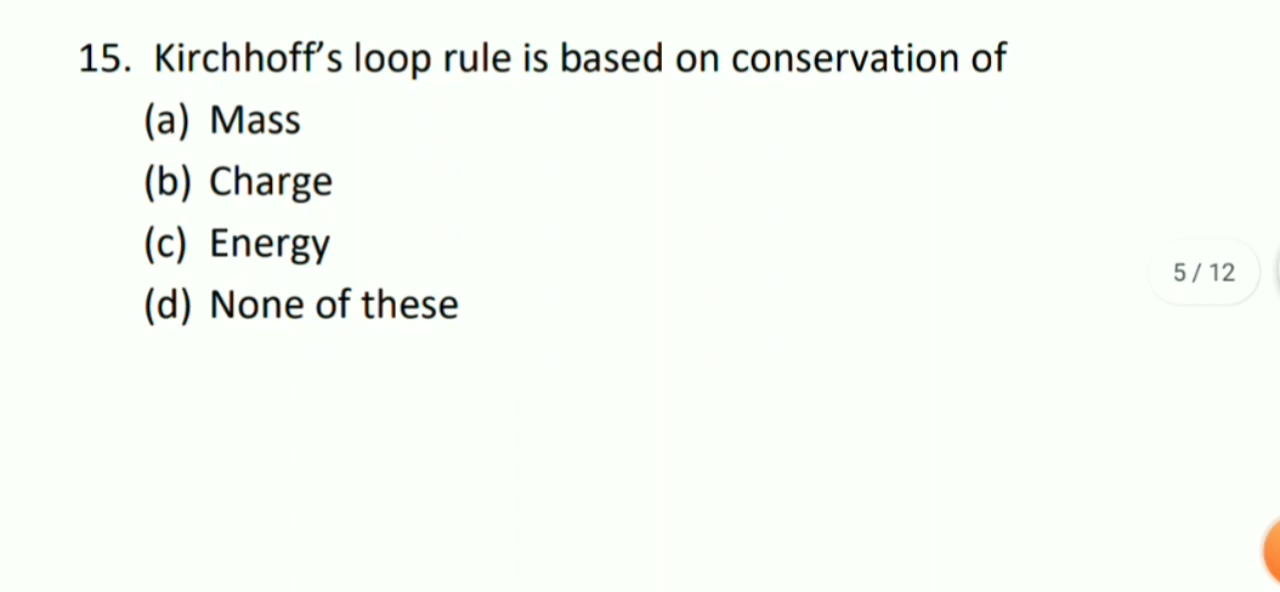 15. Kirchhoff's loop rule is based on conservation of
(a) Mass
(b) Charge
(c) Energy
5 / 12
(d) None of these